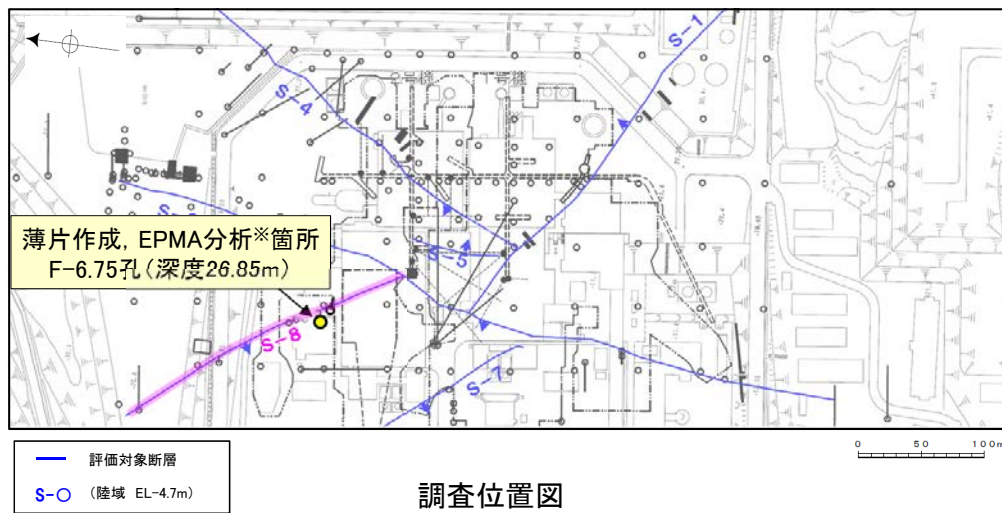 S-1
S-4
薄片作成, EPMA分析※箇所
F-6.75孔(深度26.85m)
S-5
S-8
S-7
評価対象断層
S-○ (陸域 EL-4.7m)
調査位置図
0 50 100m